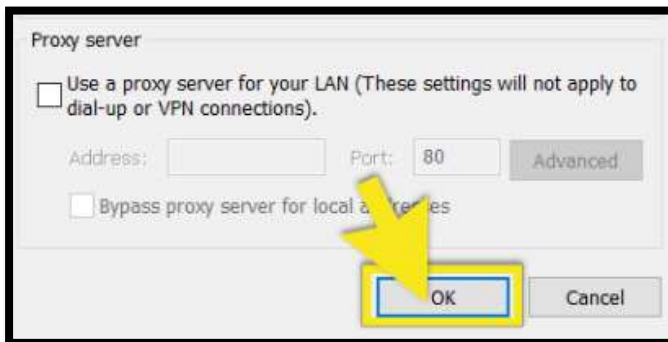 Proxy server
Use a proxy server for your LAN (These settings will not apply to
dial-up or VPN connections).
Address: Port: 80 Advanced
Bypass proxy server for local addresses
OK Cancel